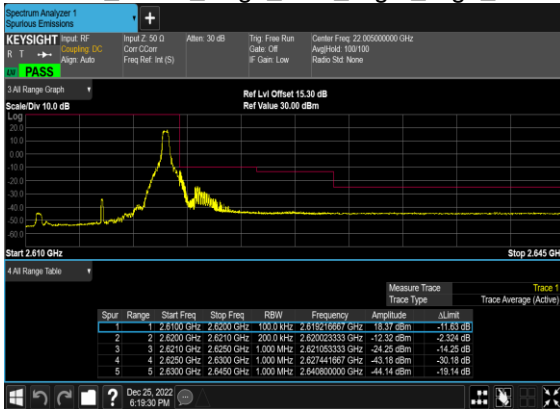 Spectrum Analyzer 1
Spurious Emissions
+
KEYSIGHT Input: RF Input Z: 50 Ω Atten: 30 dB Trig: Free Run Center Freq: 22.005000000 GHz
R T Coupling: DC Corr CCorr Gate: Off Avg|Hold: 100/100
Align: Auto Freq Ref: Int (S) IF Gain: Low Radio Std: None
PASS
3 All Range Graph
Ref Lvl Offset 15.30 dB
Scale/Div 10.0 dB Ref Value 30.00 dBm
Log
20.0
10.0
0.00
-10.0
-20.0
-30.0
-40.0
-50.0
-60.0
Start 2.610 GHz Stop 2.645 GH
4 All Range Table
Measure Trace Trace 1
Trace Type Trace Average (Active)
Spur Range Start Freq Stop Freq RBW Frequency Amplitude ΔLimit
1 1 2.6100 GHz 2.6200 GHz 100.0 kHz 2.619216667 GHz 18.37 dBm -11.63 dB
2 2 2.6200 GHz 2.6210 GHz 200.0 kHz 2.620023333 GHz -12.32 dBm -2.324 dB
3 3 2.6210 GHz 2.6250 GHz 1.000 MHz 2.621053333 GHz -24.25 dBm -14.25 dB
4 4 2.6250 GHz 2.6300 GHz 1.000 MHz 2.627441667 GHz -43.18 dBm -30.18 dB
5 5 2.6300 GHz 2.6450 GHz 1.000 MHz 2.640800000 GHz -44.14 dBm -19.14 dB
? Dec 25, 2022
6:19:30 PM